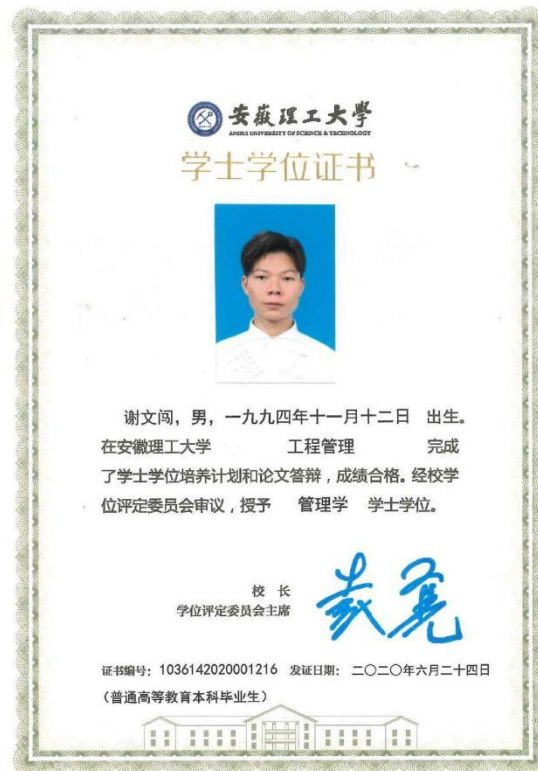 安徽理工大學
ANHUI UNIVERSITY OF SCIENCE & TECHNOLOGY
学士学位证书
谢文闯，男，一九九四年十一月十二日 出生。
在安徽理工大学 工程管理 完成
了学士学位培养计划和论文答辩，成绩合格。经校学
位评定委员会审议，授予 管理学 学士学位。
校 长
学位评定委员会主席
证书编号：1036142020001216 发证日期：二〇二〇年六月二十四日
（普通高等教育本科毕业生）